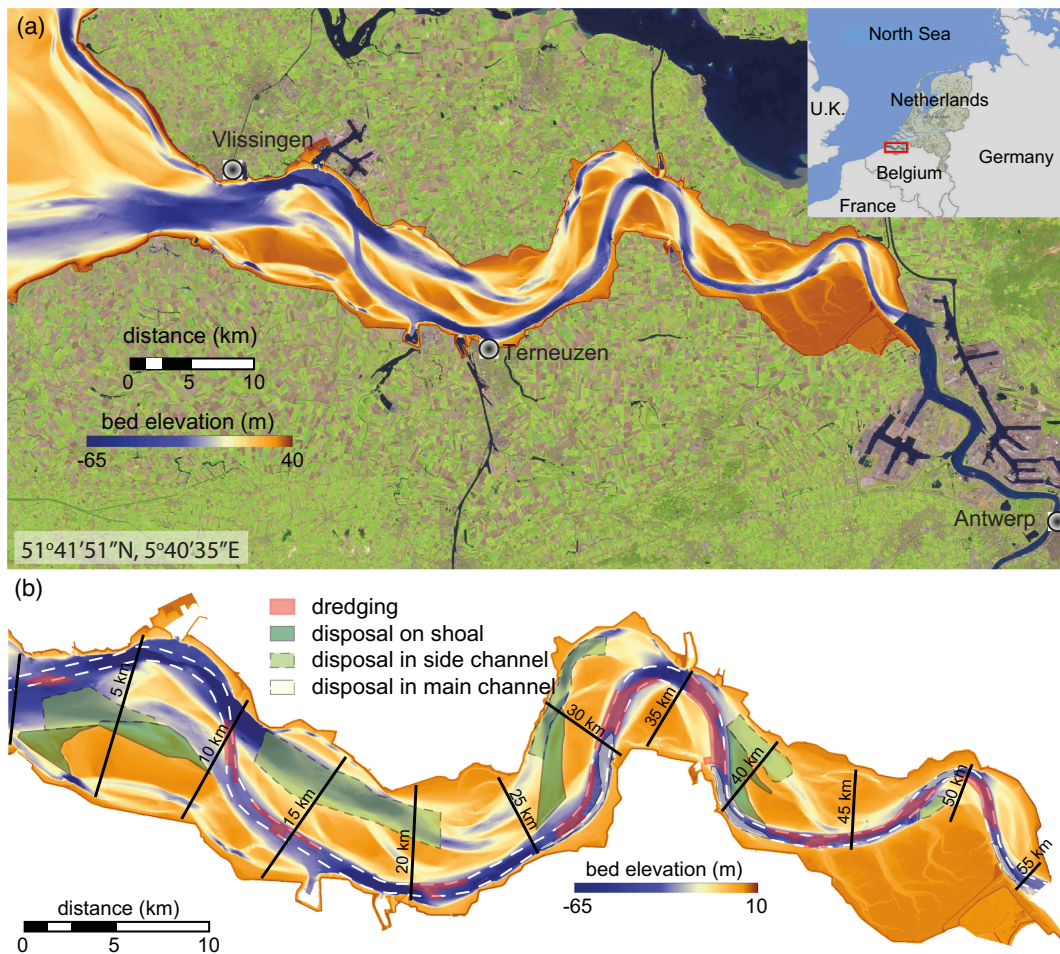 (a)
North Sea
U.K.
Netherlands
Germany
Belgium
France
Vlissingen
Terneuzen
Antwerp
distance (km)
0 10
bed elevation (m)
-65 40
51°41'51"N, 5°40'35"E
(b)
dredging
disposal on shoal
disposal in side channel
disposal in main channel
5 km
10 km
15 km
20 km
25 km
30 km
35 km
40 km
45 km
50 km
55 km
distance (km)
0 10
bed elevation (m)
-65 10